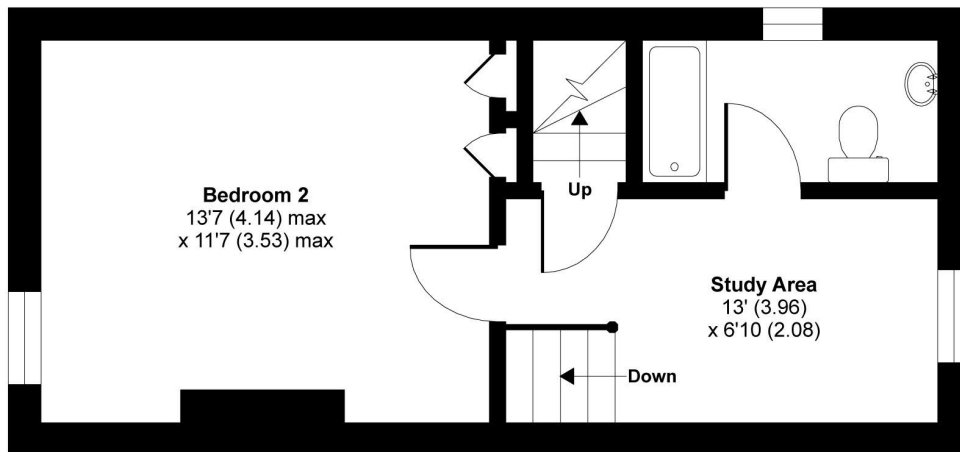 Bedroom 2
13'7 (4.14) max
x 11'7 (3.53) max
Up
Study Area
13' (3.96)
x 6'10 (2.08)
Down